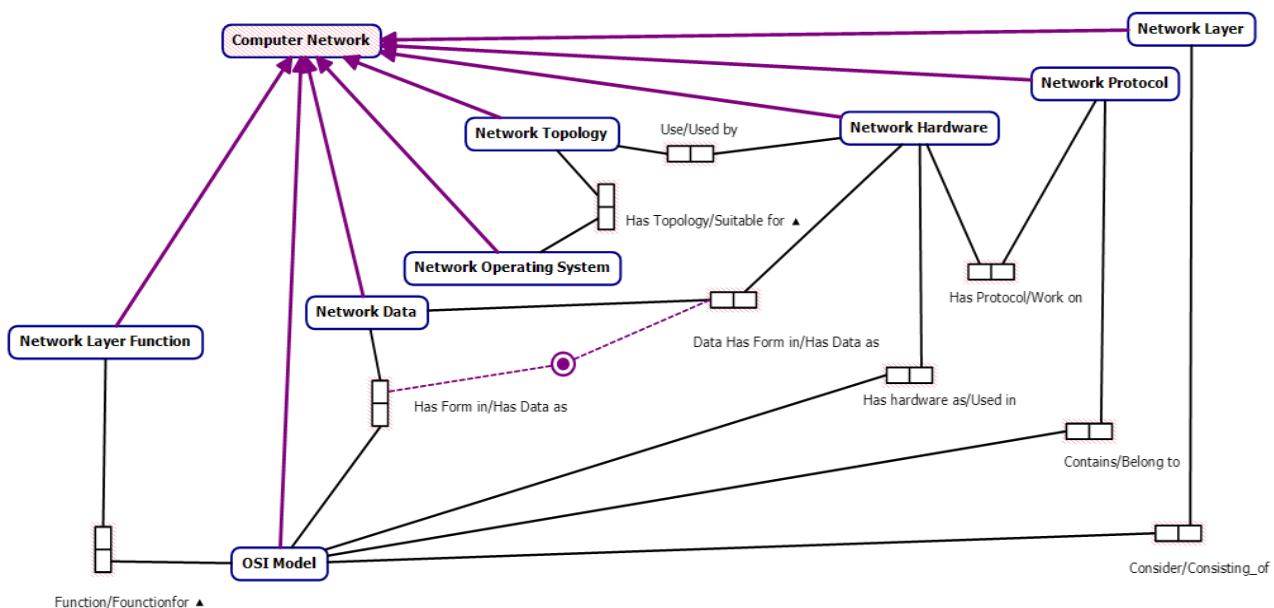 Network Layer
Computer Network
Network Protocol
Network Topology
Use/Used by
Network Hardware
Has Topology/Suitable for ▲
Network Operating System
Has Protocol/Work on
Network Data
Network Layer Function
Data Has Form in/Has Data as
Has Form in/Has Data as
Has hardware as/Used in
Contains/Belong to
OSI Model
Consider/Consisting_of
Function/Founctionfor ▲